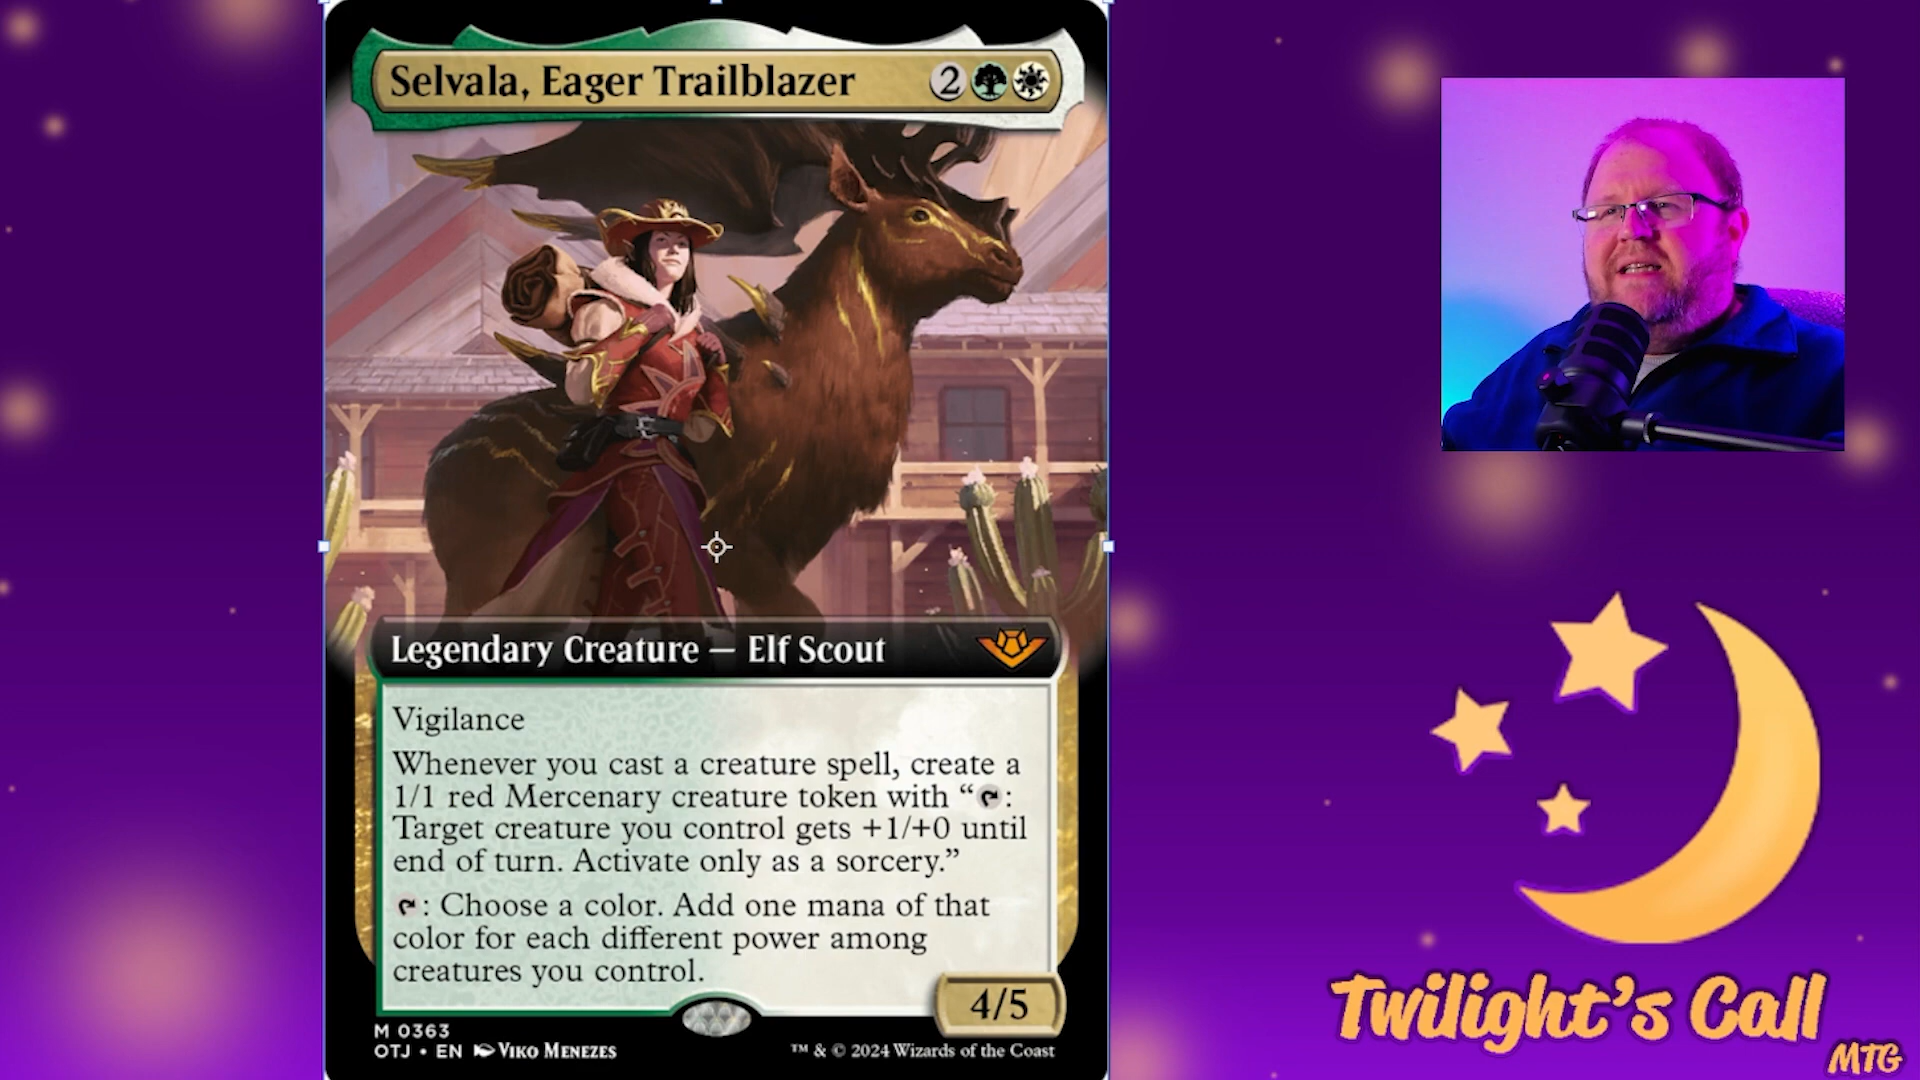 Selvala, Eager Trailblazer 2
Legendary Creature — Elf Scout
Vigilance
Whenever you cast a creature spell, create a
1/1 red Mercenary creature token with “:
Target creature you control gets +1/+0 until
end of turn. Activate only as a sorcery.”
: Choose a color. Add one mana of that
color for each different power among
creatures you control.
4/5
M 0363
OTJ • EN VIKO MENEZES
™ & © 2024 Wizards of the Coast
Twilight's Call
MTG